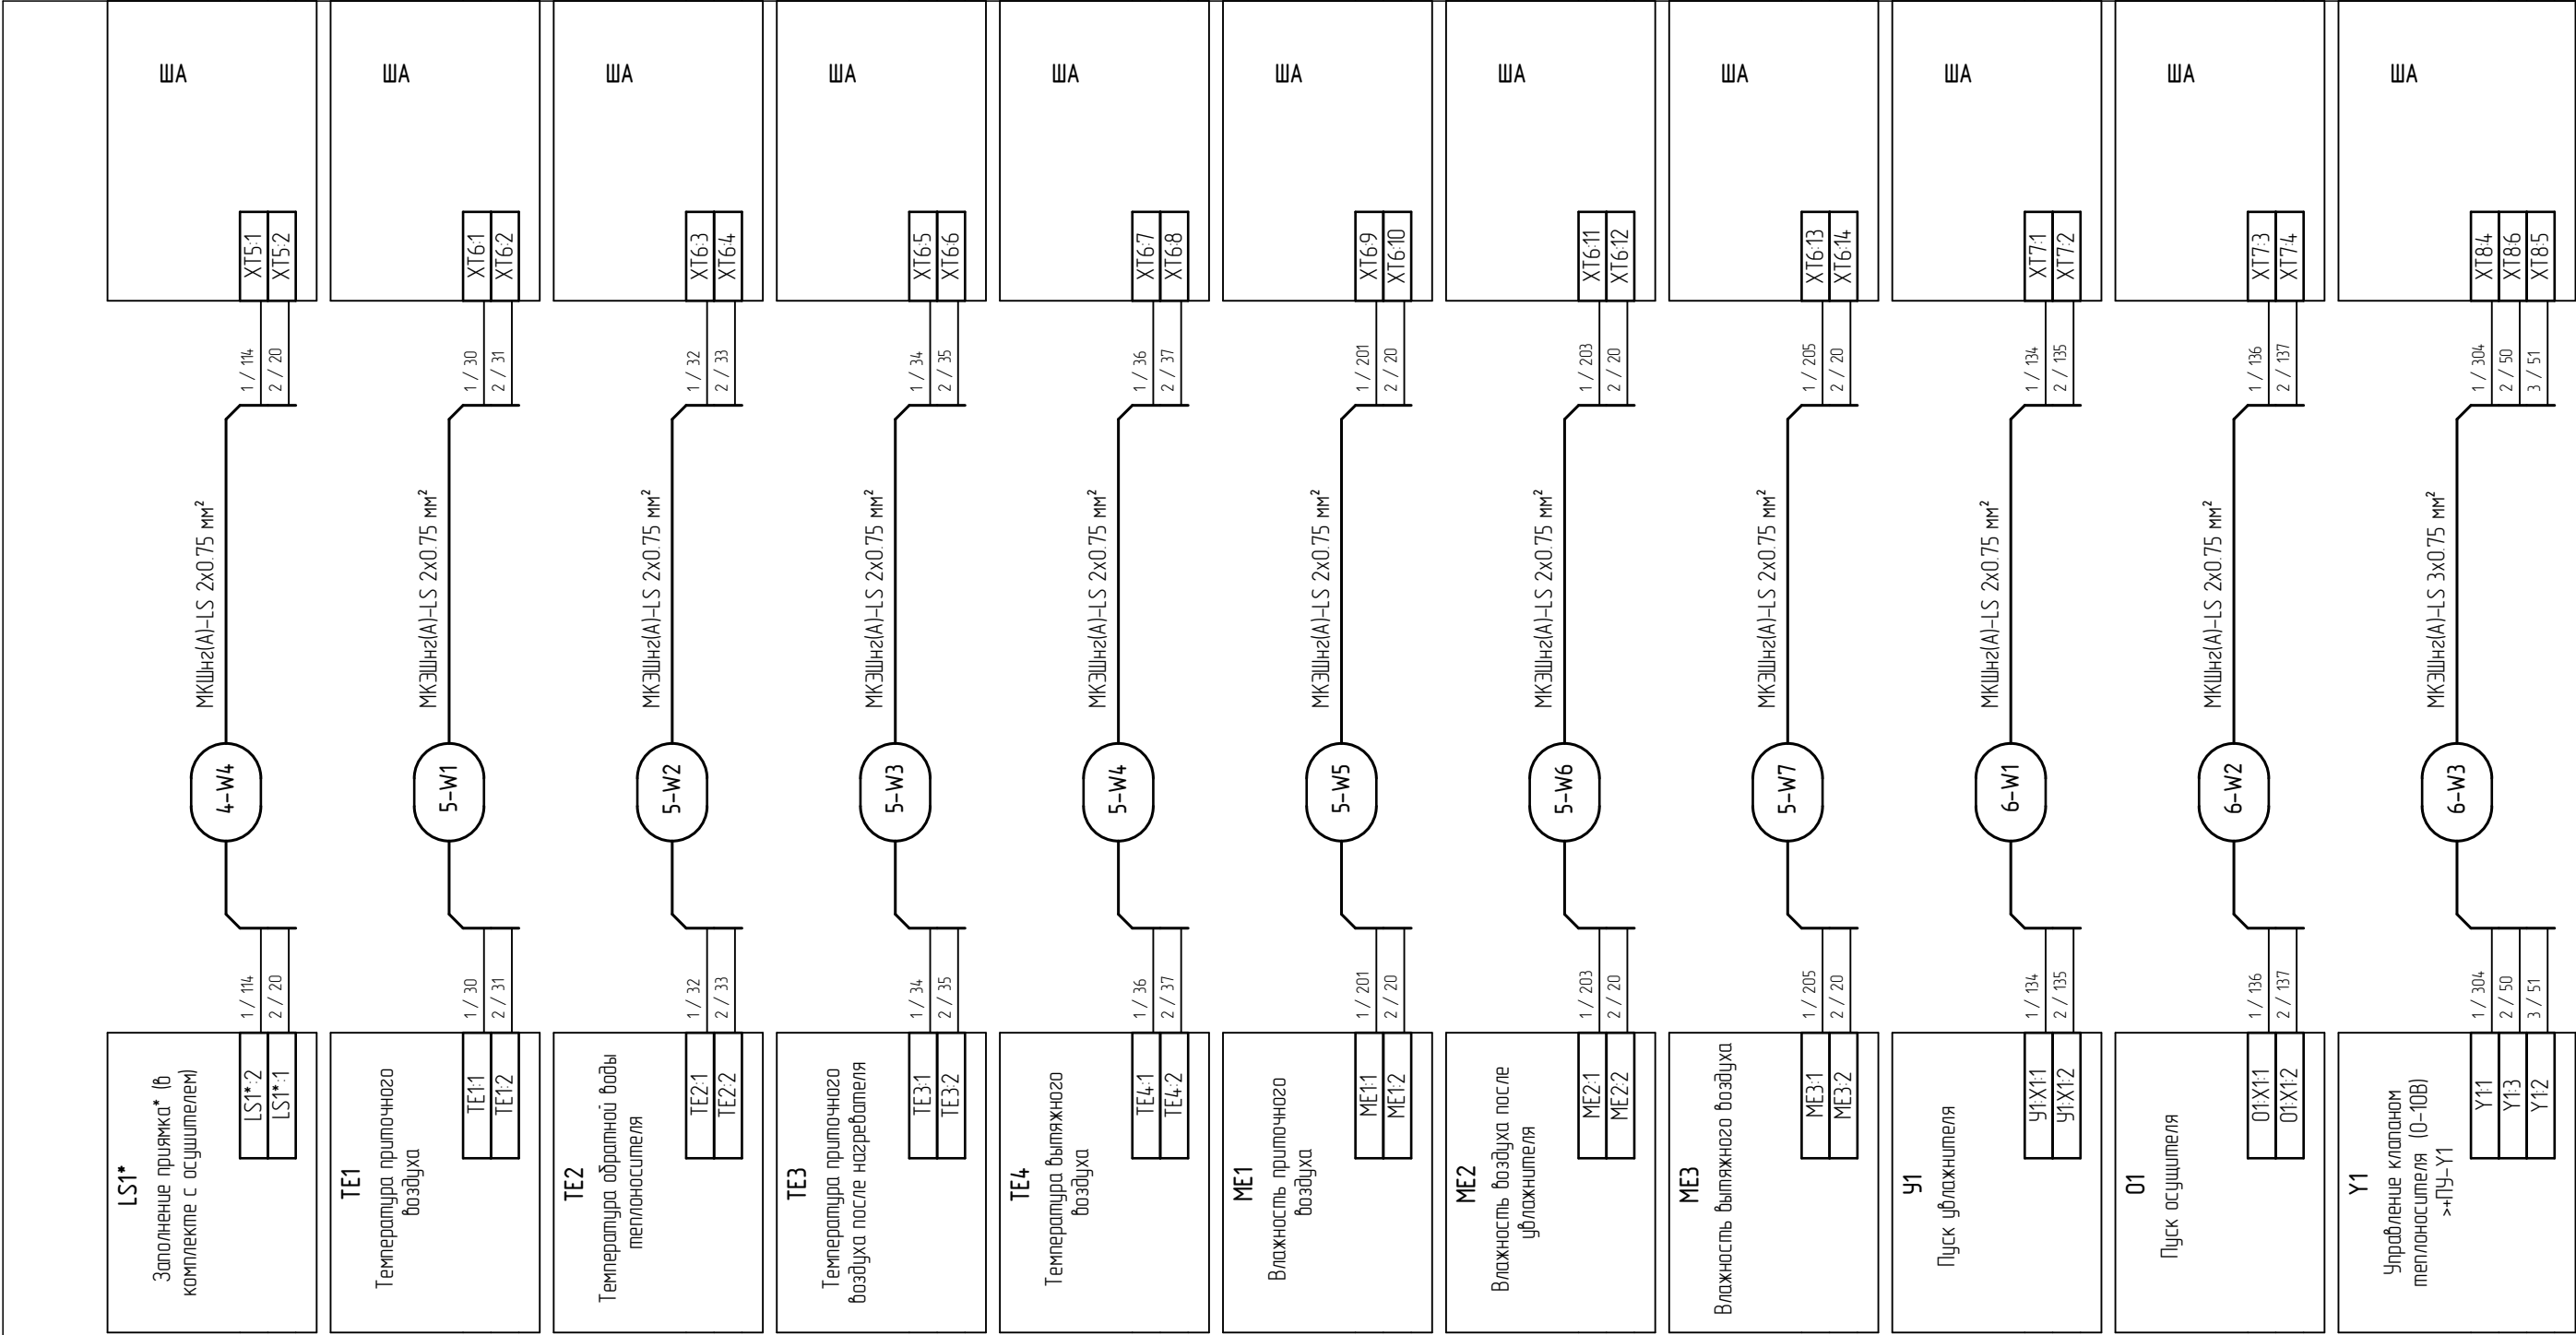 LS1*
Заполнение приямка* (в
комплекте с осушителем)
LS1*:2
LS1*:1
1 / 114
2 / 20
4-W4
МКШнг(А)-LS 2x0.75 мм²
1 / 114
2 / 20
XT5:1
XT5:2
ША
TE1
Температура приточного
воздуха
TE1:1
TE1:2
1 / 30
2 / 31
5-W1
МКЭШнг(А)-LS 2x0.75 мм²
1 / 30
2 / 31
XT6:1
XT6:2
ША
TE2
Температура обратной воды
теплоносителя
TE2:1
TE2:2
1 / 32
2 / 33
5-W2
МКЭШнг(А)-LS 2x0.75 мм²
1 / 32
2 / 33
XT6:3
XT6:4
ША
TE3
Температура приточного
воздуха после нагревателя
TE3:1
TE3:2
1 / 34
2 / 35
5-W3
МКЭШнг(А)-LS 2x0.75 мм²
1 / 34
2 / 35
XT6:5
XT6:6
ША
TE4
Температура вытяжного
воздуха
TE4:1
TE4:2
1 / 36
2 / 37
5-W4
МКЭШнг(А)-LS 2x0.75 мм²
1 / 36
2 / 37
XT6:7
XT6:8
ША
ME1
Влажность приточного
воздуха
ME1:1
ME1:2
1 / 201
2 / 20
5-W5
МКЭШнг(А)-LS 2x0.75 мм²
1 / 201
2 / 20
XT6:9
XT6:10
ША
ME2
Влажность воздуха после
увлажнителя
ME2:1
ME2:2
1 / 203
2 / 20
5-W6
МКЭШнг(А)-LS 2x0.75 мм²
1 / 203
2 / 20
XT6:11
XT6:12
ША
ME3
Влажность вытяжного воздуха
ME3:1
ME3:2
1 / 205
2 / 20
5-W7
МКЭШнг(А)-LS 2x0.75 мм²
1 / 205
2 / 20
XT6:13
XT6:14
ША
У1
Пуск увлажнителя
У1:X1:1
У1:X1:2
1 / 134
2 / 135
6-W1
МКШнг(А)-LS 2x0.75 мм²
1 / 134
2 / 135
XT7:1
XT7:2
ША
О1
Пуск осушителя
О1:X1:1
О1:X1:2
1 / 136
2 / 137
6-W2
МКШнг(А)-LS 2x0.75 мм²
1 / 136
2 / 137
XT7:3
XT7:4
ША
Y1
Управление клапаном
теплоносителя (0-10В)
>+ПУ-Y1
Y1:1
Y1:3
Y1:2
1 / 304
2 / 50
3 / 51
6-W3
МКЭШнг(А)-LS 3x0.75 мм²
1 / 304
2 / 50
3 / 51
XT8:4
XT8:6
XT8:5
ША